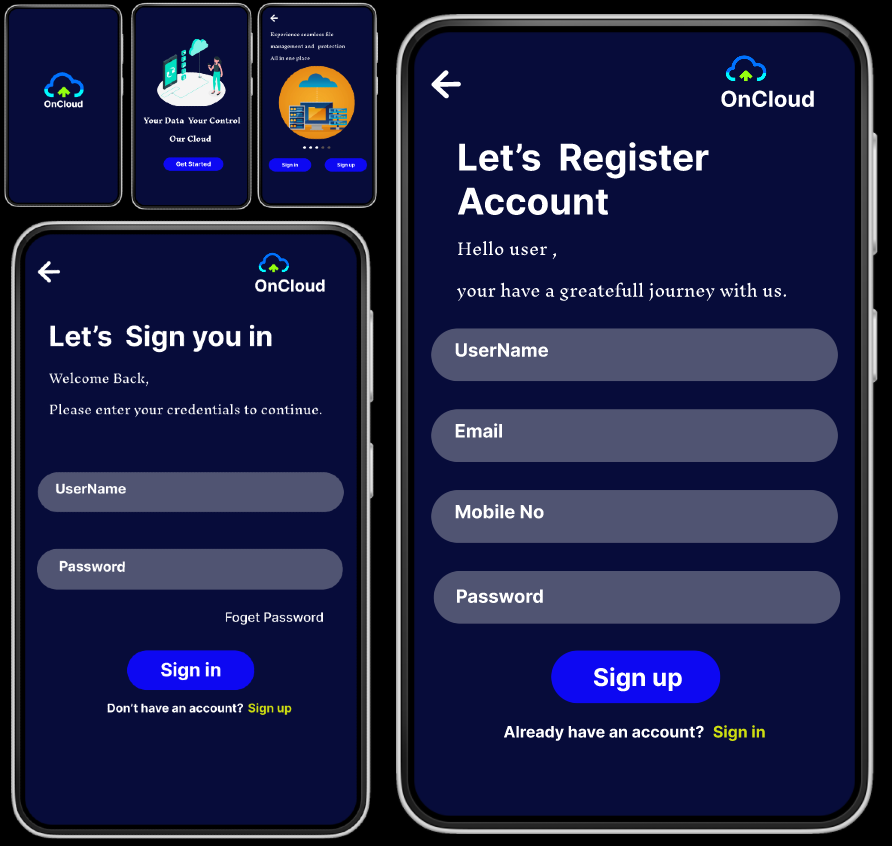 OnCloud
Your Data Your Control
Our Cloud
Get Started
Experience seamless file
management and protection
All in one place
Sign in
Sign up
OnCloud
Let's Sign you in
Welcome Back,
Please enter your credentials to continue.
UserName
Password
Foget Password
Sign in
Don't have an account? Sign up
OnCloud
Let's Register
Account
Hello user ,
your have a greatefull journey with us.
UserName
Email
Mobile No
Password
Sign up
Already have an account? Sign in